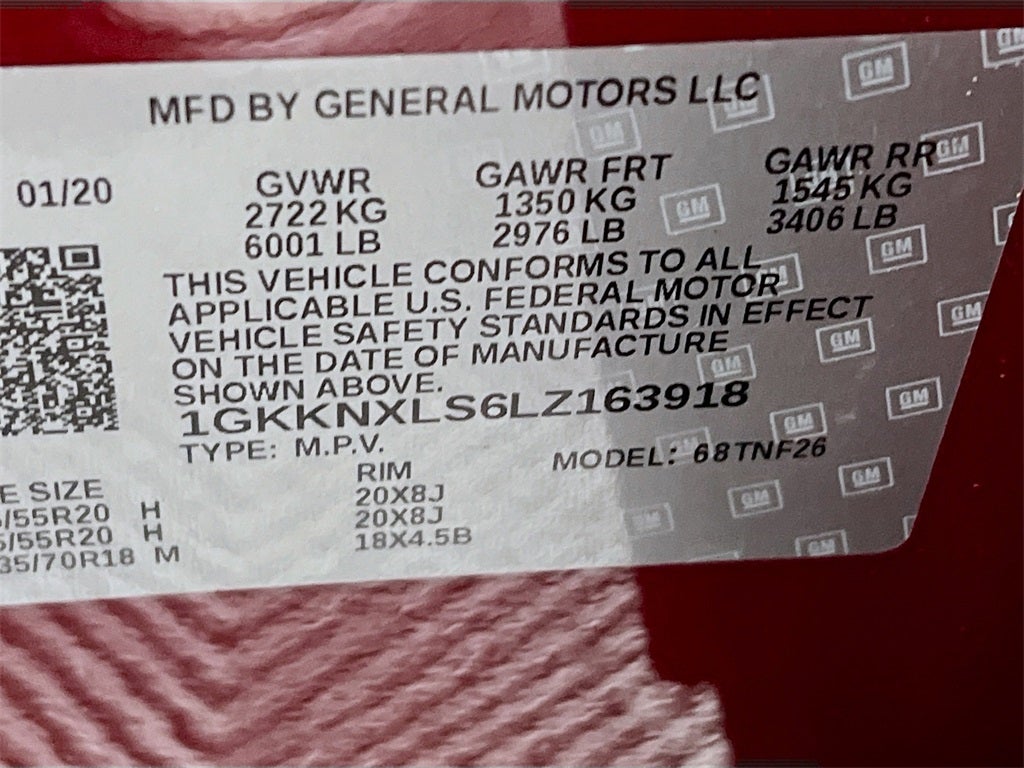 MFD BY GENERAL MOTORS LLC
01/20
GVWR
2722 KG
6001 LB
GAWR FRT
1350 KG
2976 LB
GAWR RR
1545 KG
3406 LB
THIS VEHICLE CONFORMS TO ALL
APPLICABLE U.S. FEDERAL MOTOR
VEHICLE SAFETY STANDARDS IN EFFECT
ON THE DATE OF MANUFACTURE
SHOWN ABOVE.
1GKKNXLS6LZ163918
TYPE: M.P.V.
MODEL: 68TNF26
E SIZE
RIM
/55R20 H
20X8J
/55R20 H
20X8J
35/70R18 M
18X4.5B
GM